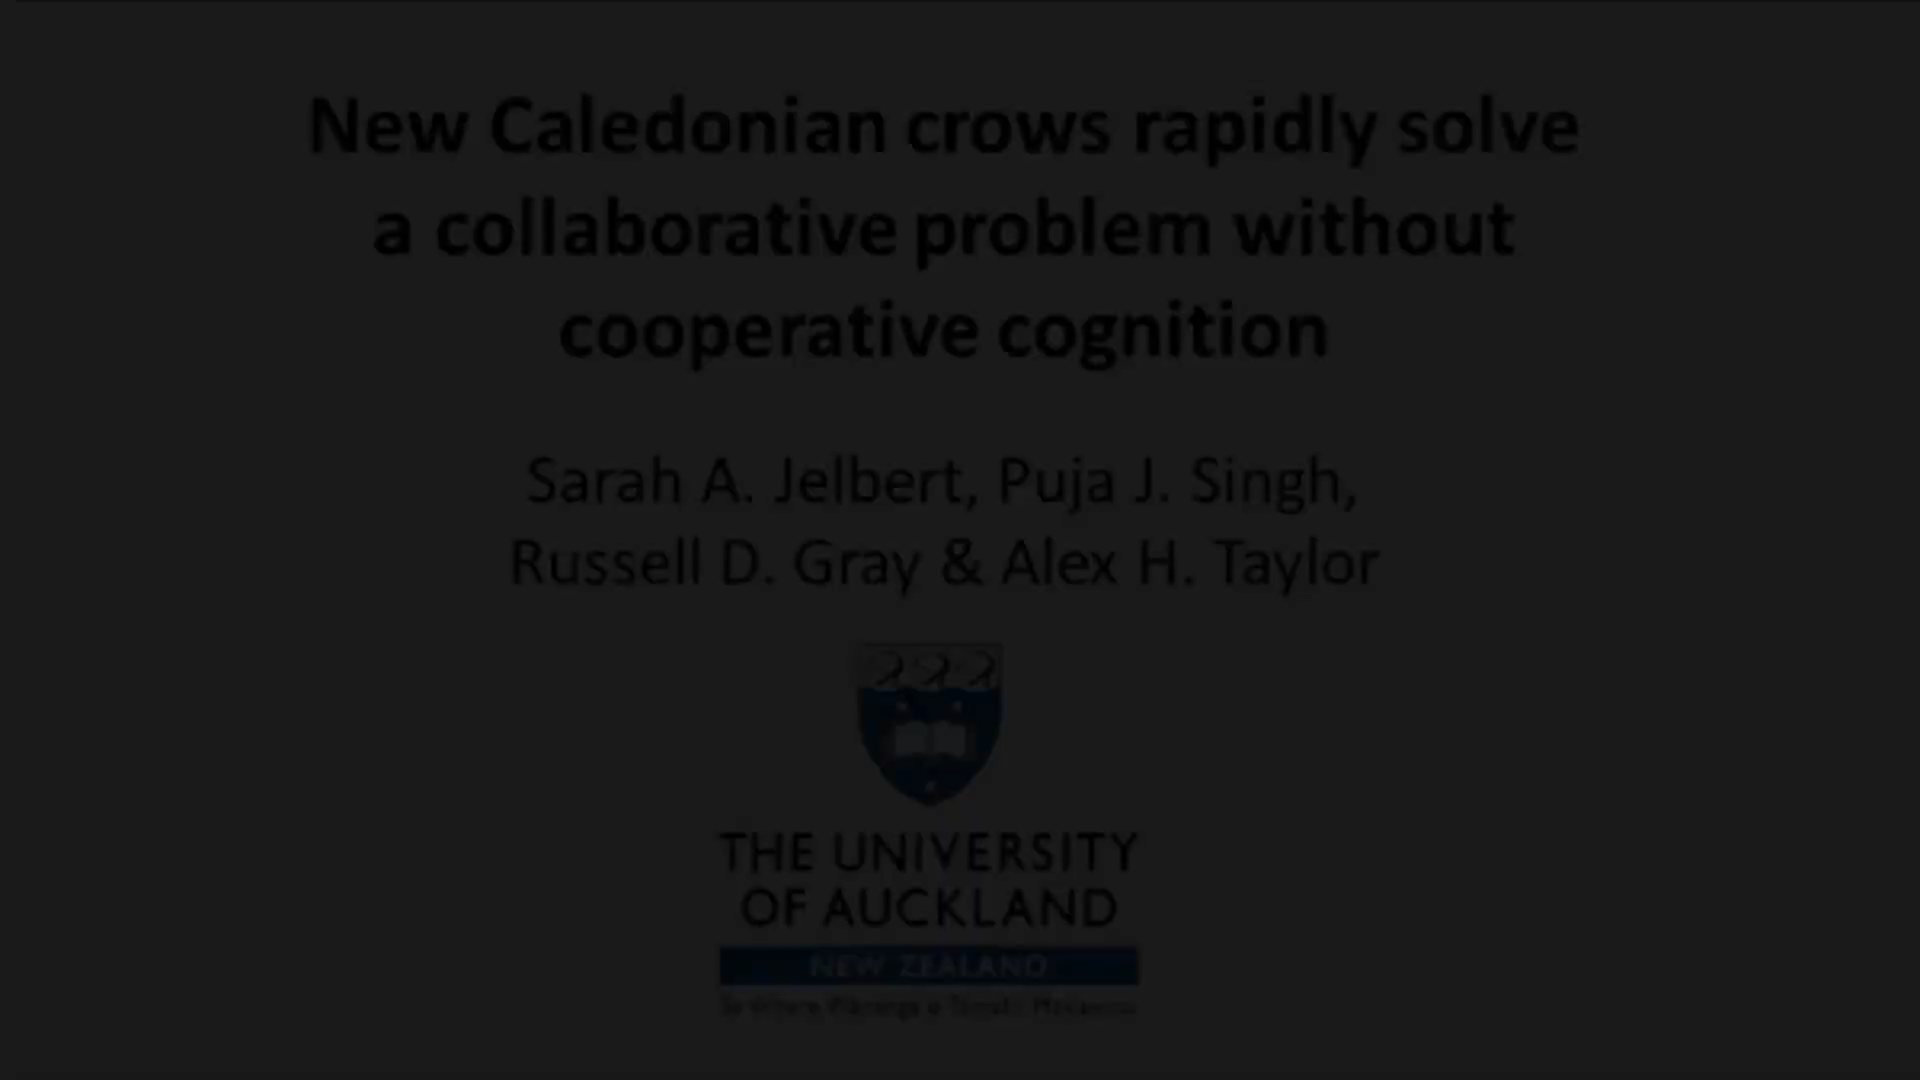 New Caledonian crows rapidly solve
a collaborative problem without
cooperative cognition
Sarah A. Jelbert, Puja J. Singh,
Russell D. Gray & Alex H. Taylor
THE UNIVERSITY
OF AUCKLAND
NEW ZEALAND